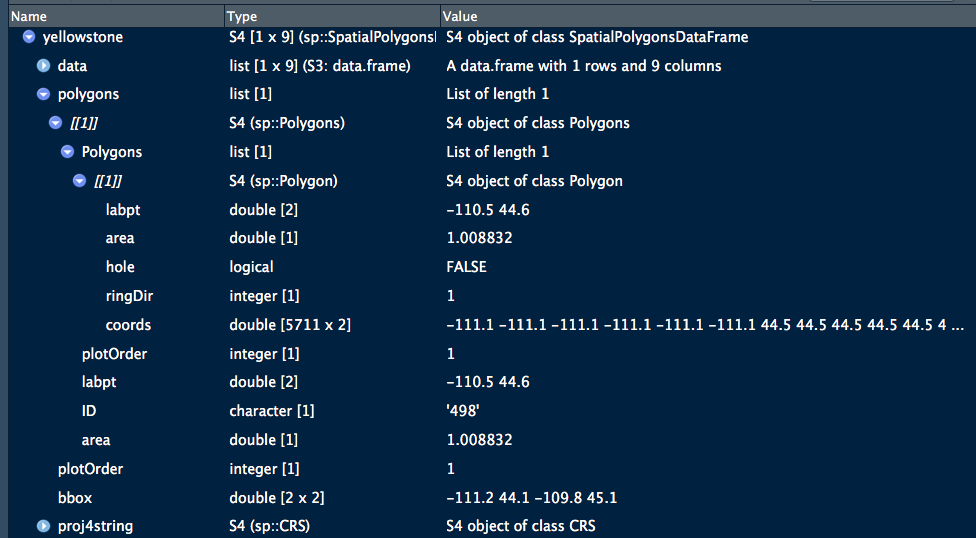 Name Type Value
yellowstone S4 [1 x 9] (sp::SpatialPolygons S4 object of class SpatialPolygonsDataFrame
data list [1 x 9] (S3: data.frame) A data.frame with 1 rows and 9 columns
polygons list [1] List of length 1
[[1]] S4 (sp::Polygons) S4 object of class Polygons
Polygons list [1] List of length 1
[[1]] S4 (sp::Polygon) S4 object of class Polygon
labpt double [2] -110.5 44.6
area double [1] 1.008832
hole logical FALSE
ringDir integer [1] 1
coords double [5711 x 2] -111.1 -111.1 -111.1 -111.1 -111.1 -111.1 44.5 44.5 44.5 44.5 44.5 4 ...
plotOrder integer [1] 1
labpt double [2] -110.5 44.6
ID character [1] '498'
area double [1] 1.008832
plotOrder integer [1] 1
bbox double [2 x 2] -111.2 44.1 -109.8 45.1
proj4string S4 (sp::CRS) S4 object of class CRS